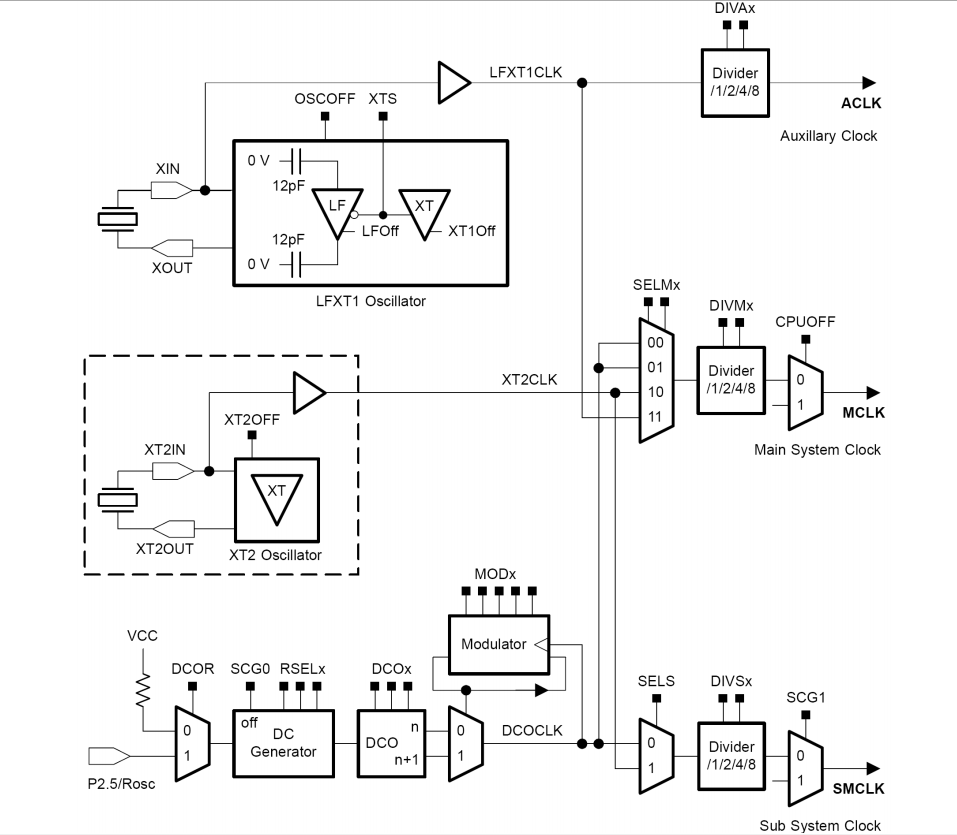 DIVAx
LFXT1CLK
Divider
/1/2/4/8
ACLK
Auxillary Clock
OSCOFF
XTS
XIN
0 V
12pF
LF
XT
LFOff
XT1Off
12pF
0 V
XOUT
LFXT1 Oscillator
SELMx
DIVMx
CPUOFF
00
01
10
11
Divider
/1/2/4/8
0
1
MCLK
Main System Clock
XT2CLK
XT2OFF
XT2IN
XT
XT2OUT
XT2 Oscillator
MODx
Modulator
VCC
DCOR
SCG0
RSELx
DCOx
0
1
off
DC
Generator
n
DCO
n+1
0
1
DCOCLK
P2.5/Rosc
SELS
DIVSx
SCG1
0
1
Divider
/1/2/4/8
0
1
SMCLK
Sub System Clock